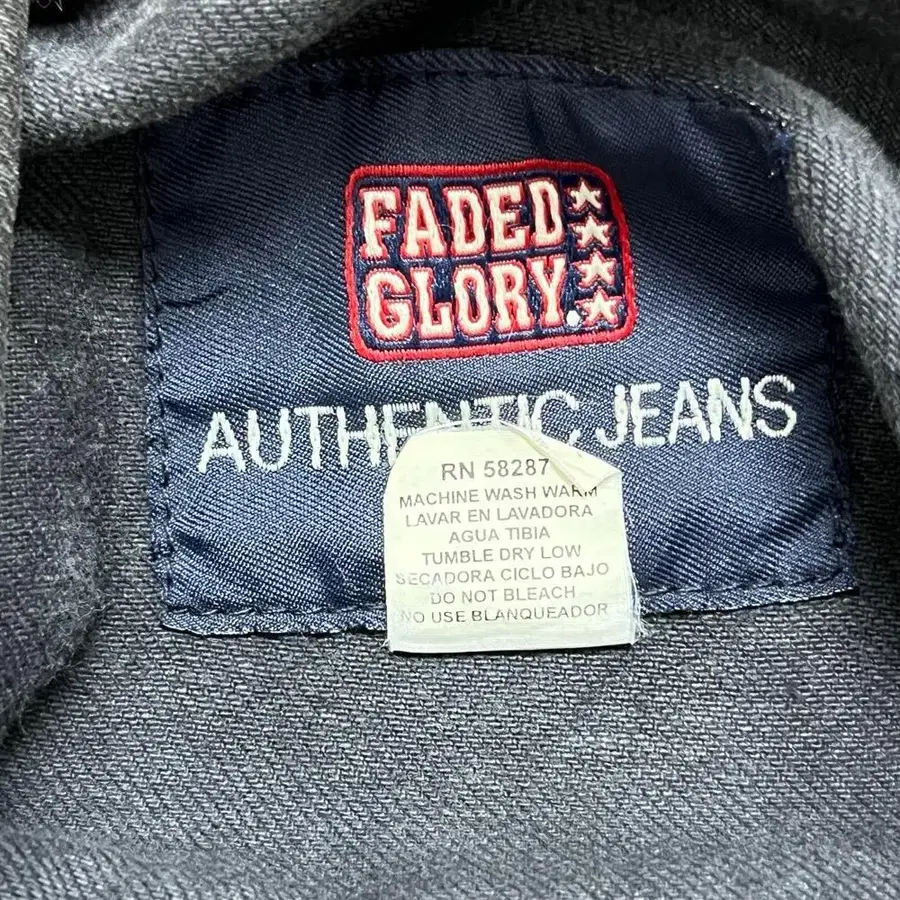 FADED
GLORY.
AUTHENTIC JEANS
RN 58287
MACHINE WASH WARM
LAVAR EN LAVADORA
AGUA TIBIA
TUMBLE DRY LOW
SECADORA CICLO BAJO
DO NOT BLEACH
NO USE BLANQUEADOR